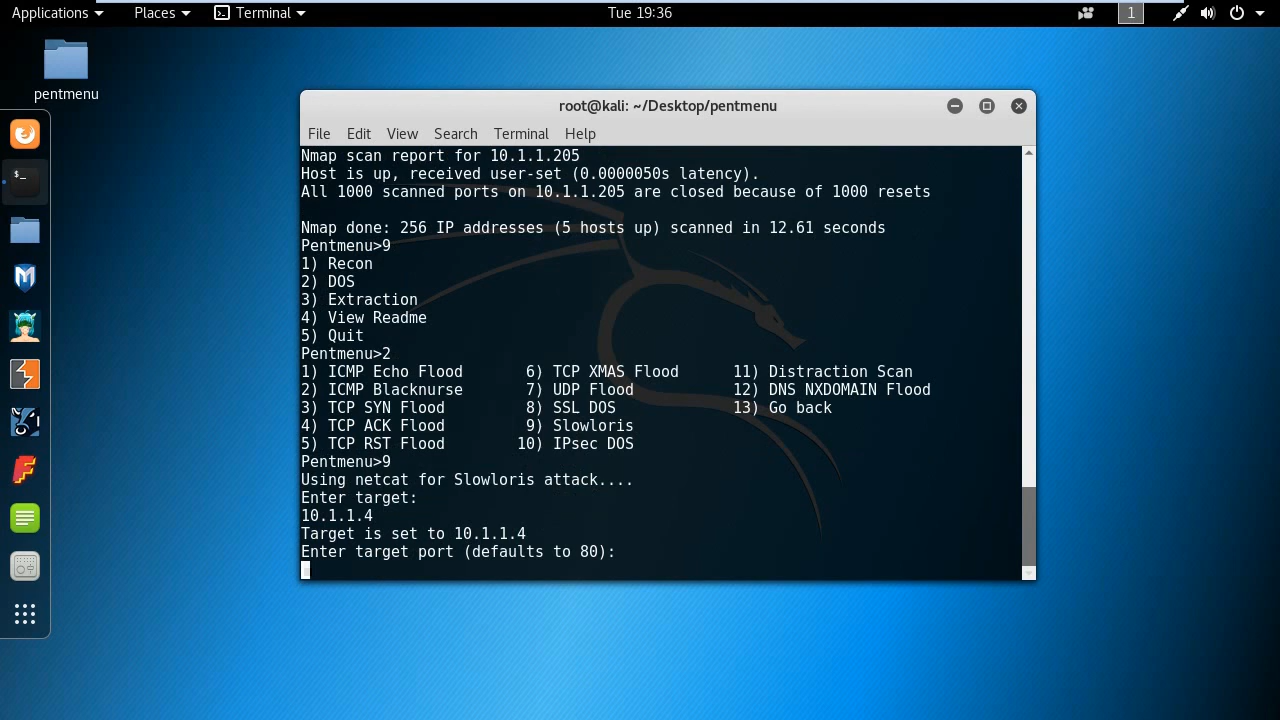 Applications Places Terminal Tue 19:36 1
pentmenu
root@kali: ~/Desktop/pentmenu
File Edit View Search Terminal Help
Nmap scan report for 10.1.1.205
Host is up, received user-set (0.0000050s latency).
All 1000 scanned ports on 10.1.1.205 are closed because of 1000 resets
Nmap done: 256 IP addresses (5 hosts up) scanned in 12.61 seconds
Pentmenu>9
1) Recon
2) DOS
3) Extraction
4) View Readme
5) Quit
Pentmenu>2
1) ICMP Echo Flood 6) TCP XMAS Flood 11) Distraction Scan
2) ICMP Blacknurse 7) UDP Flood 12) DNS NXDOMAIN Flood
3) TCP SYN Flood 8) SSL DOS 13) Go back
4) TCP ACK Flood 9) Slowloris
5) TCP RST Flood 10) IPsec DOS
Pentmenu>9
Using netcat for Slowloris attack....
Enter target:
10.1.1.4
Target is set to 10.1.1.4
Enter target port (defaults to 80):